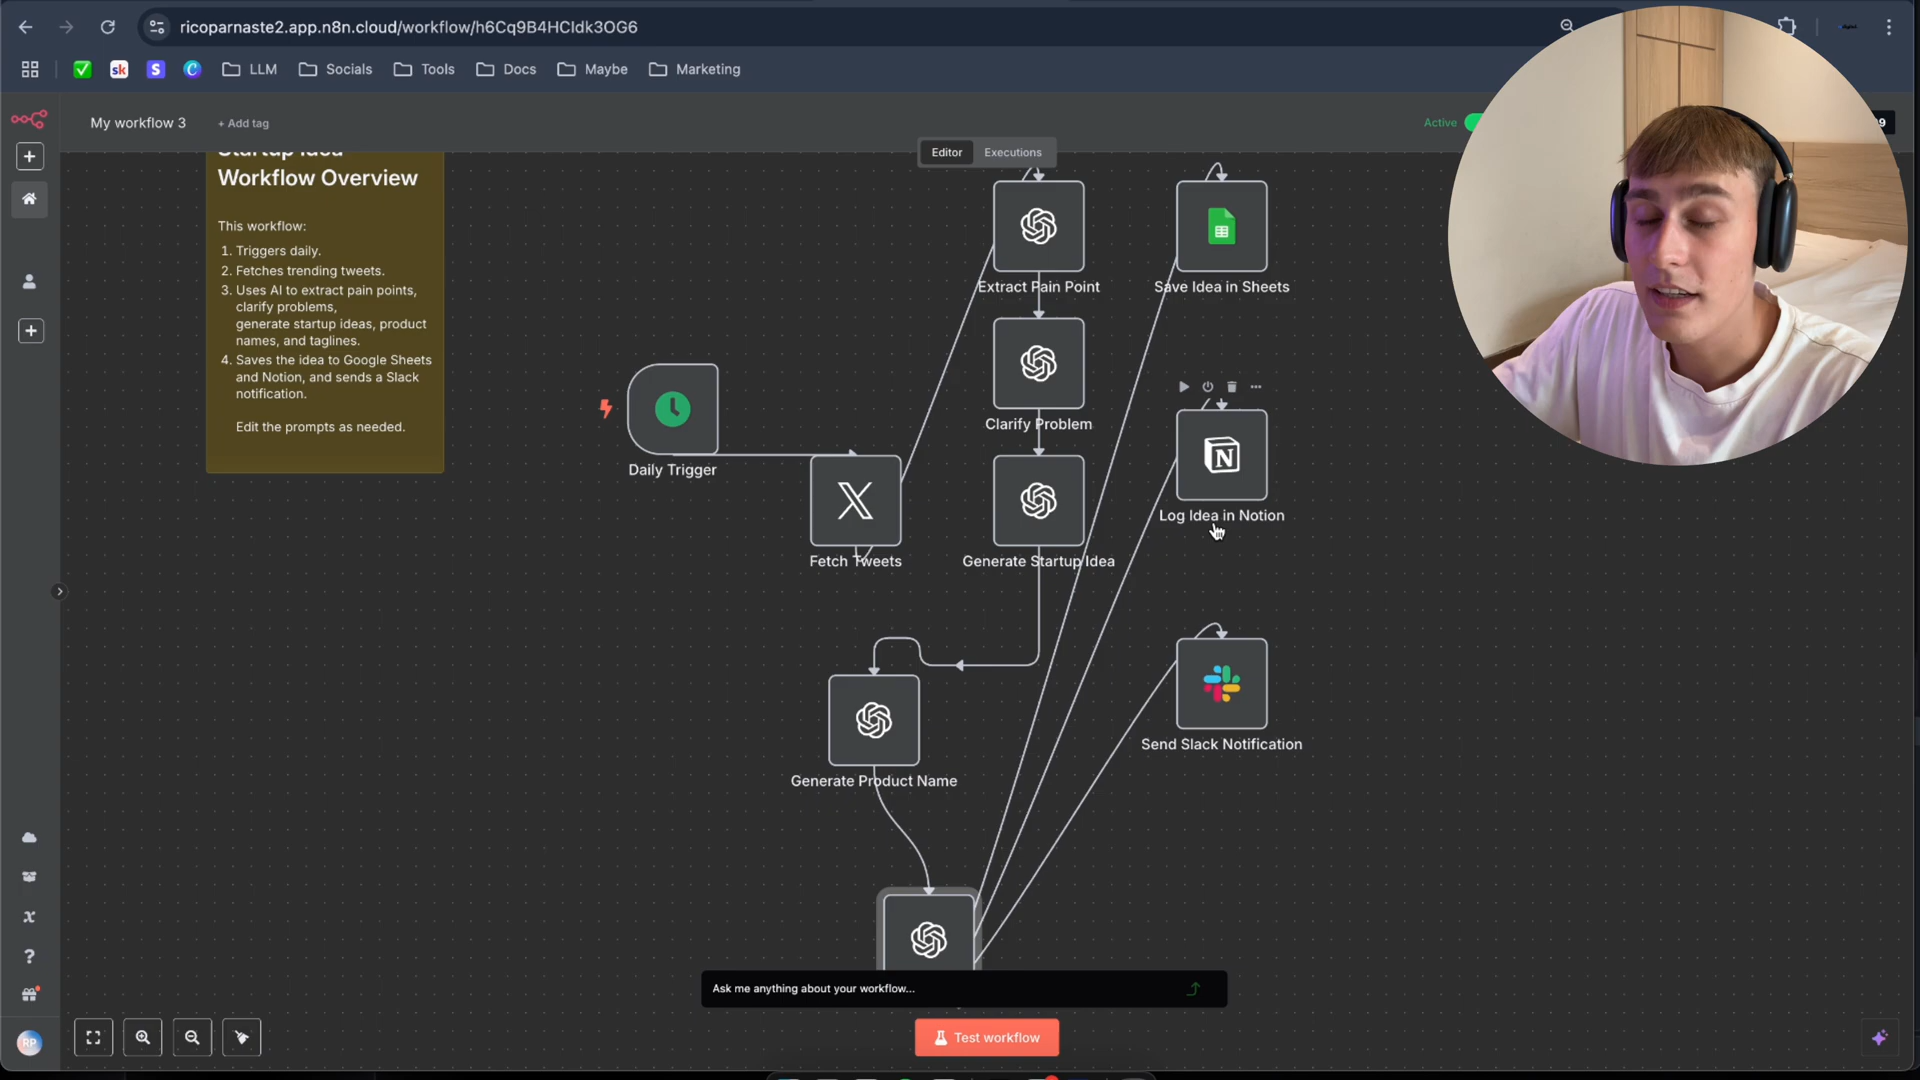 ricoparnaste2.app.n8n.cloud/workflow/h6Cq9B4HCIdk3OG6
sk
S
C
LLM
Socials
Tools
Docs
Maybe
Marketing
My workflow 3
+ Add tag
Active
9
Editor
Executions
Startup Idea
Workflow Overview
This workflow:
1. Triggers daily.
2. Fetches trending tweets.
3. Uses AI to extract pain points,
clarify problems,
generate startup ideas, product
names, and taglines.
4. Saves the idea to Google Sheets
and Notion, and sends a Slack
notification.
Edit the prompts as needed.
Extract Pain Point
Save Idea in Sheets
Clarify Problem
Daily Trigger
N
Log Idea in Notion
X
Fetch Tweets
Generate Startup Idea
Generate Product Name
Send Slack Notification
Ask me anything about your workflow...
Test workflow
RP